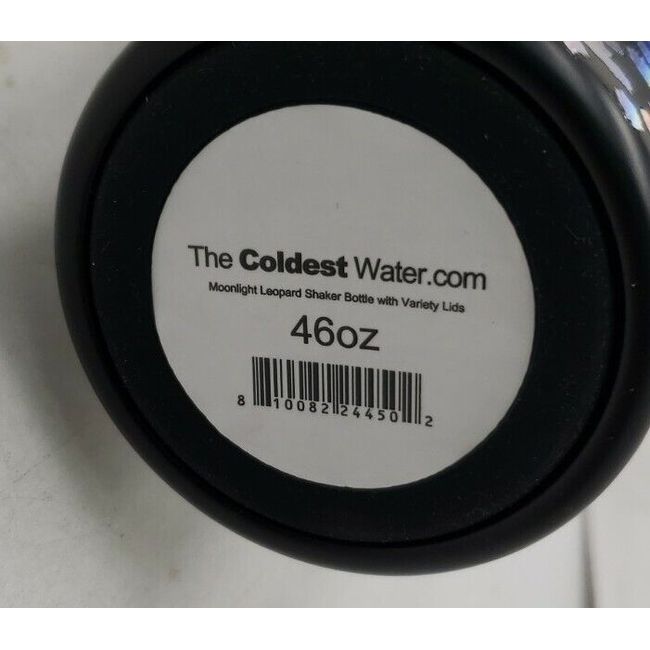 The Coldest Water.com
Moonlight Leopard Shaker Bottle with Variety Lids
46oz
8 10082 24450 2